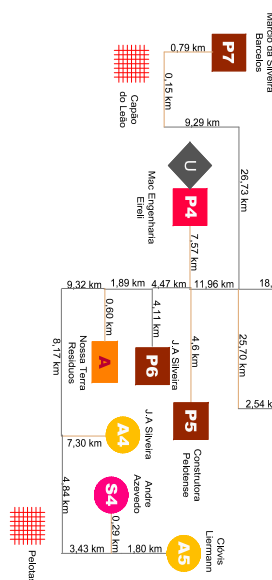 Marcio da Silveira
Barcelos
P7
0,79 km
0,15 km
9,29 km
26,73 km
Capão
do Leão
U
P4
Mac Engenharia
Eireli
7,57 km
9,32 km
1,89 km
4,47 km
11,96 km
18,
0,60 km
4,11 km
4,6 km
25,70 km
2,54 km
A
Nossa Terra
Residuos
P6
J.A Silveira
P5
Construtora
Pelotense
8,17 km
7,30 km
A4
J.A Silveira
4,84 km
S4
Andre
Azevedo
0,29 km
3,43 km
1,80 km
A5
Clóvis
Liermann
Pelotas